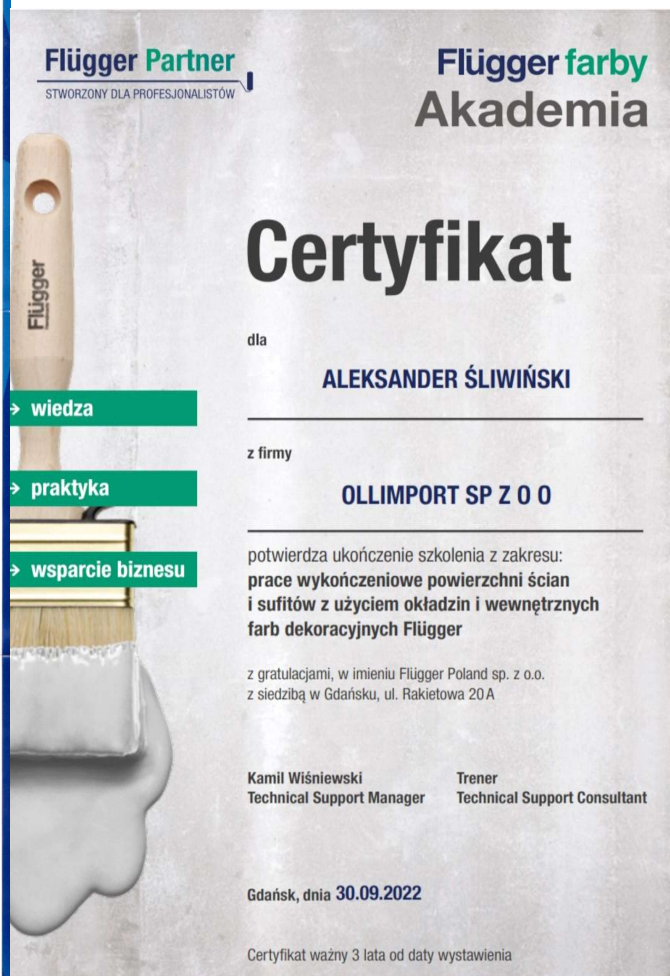 Flügger Partner
STWORZONY DLA PROFESJONALISTÓW
Flügger farby
Akademia
Flügger
Certyfikat
dla
ALEKSANDER ŚLIWIŃSKI
z firmy
OLLIMPORT SP Z O O
→ wiedza
→ praktyka
→ wsparcie biznesu
potwierdza ukończenie szkolenia z zakresu:
prace wykończeniowe powierzchni ścian
i sufitów z użyciem okładzin i wewnętrznych
farb dekoracyjnych Flügger
z gratulacjami, w imieniu Flügger Poland sp. z o.o.
z siedzibą w Gdańsku, ul. Rakietowa 20 A
Kamil Wiśniewski
Technical Support Manager
Trener
Technical Support Consultant
Gdańsk, dnia 30.09.2022
Certyfikat ważny 3 lata od daty wystawienia